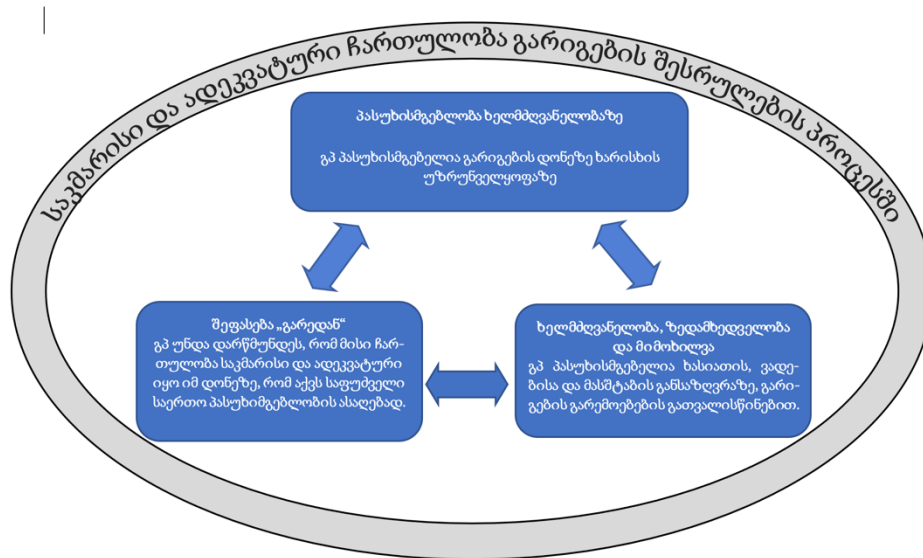 საკმარისი და ადეკვატური ჩართულობა გარიგების შესრულების პროცესში
პასუხისმგებლობა ხელმძღვანელობაზე
გპ პასუხისმგებელია გარიგების დონეზე ხარისხის
უზრუნველყოფაზე
შეფასება „გარედან“
გპ უნდა დარწმუნდეს, რომ მისი ჩარ-
თულობა საკმარისი და ადეკვატური
იყო იმ დონეზე, რომ აქვს საფუძველი
საერთო პასუხიმგებლობის ასაღებად.
ხელმძღვანელობა, ზედამხედველობა
და მიმოხილვა
გპ პასუხისმგებელია ხასიათის, ვადე-
ბისა და მასშტაბის განსაზღვრაზე, გარი-
გების გარემოებების გათვალისწინებით.